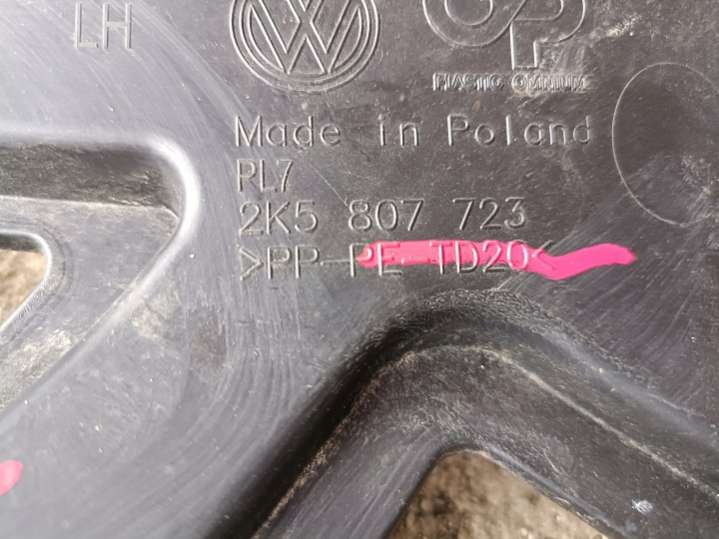 LH
PLASTIC OMNIUM
Made in Poland
PL7
2K5 807 723
>PP-PE-TD20<